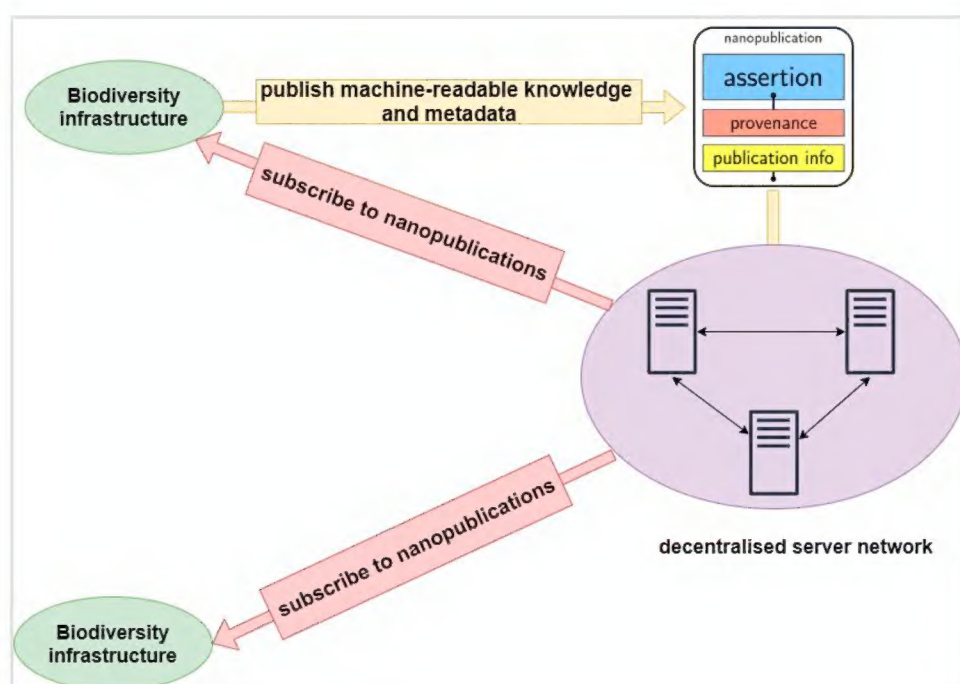 nanopublication
assertion
provenance
publication info
Biodiversity
infrastructure
publish machine-readable knowledge
and metadata
subscribe to nanopublications
decentralised server network
subscribe to nanopublications
Biodiversity
infrastructure